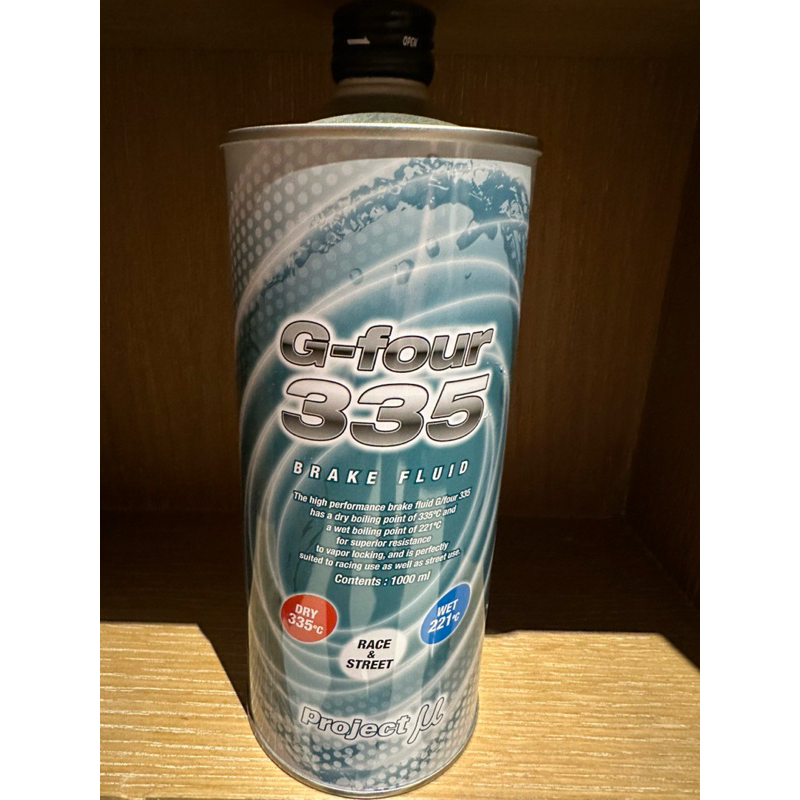 OPEN
G-four
335
BRAKE FLUID
The high performance brake fluid G/four 335
has a dry boiling point of 335°C and
a wet boiling point of 221°C
for superior resistance
to vapor locking, and is perfectly
suited to racing use as well as street use.
Contents : 1000 ml
DRY
335°C
WET
221°C
RACE
&
STREET
Project μ